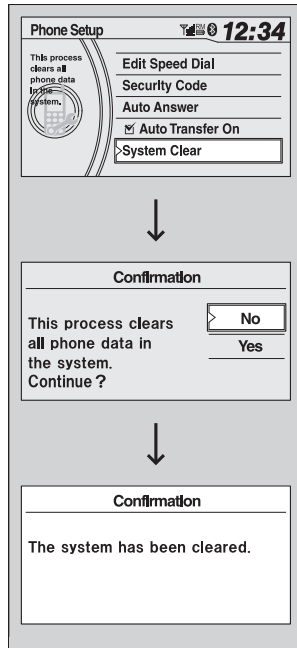 Phone Setup
RM
12:34
This process
clears all
phone data
in the
system.
Edit Speed Dial
Security Code
Auto Answer
Auto Transfer On
System Clear
Confirmation
This process clears
all phone data in
the system.
Continue ?
No
Yes
Confirmation
The system has been cleared.